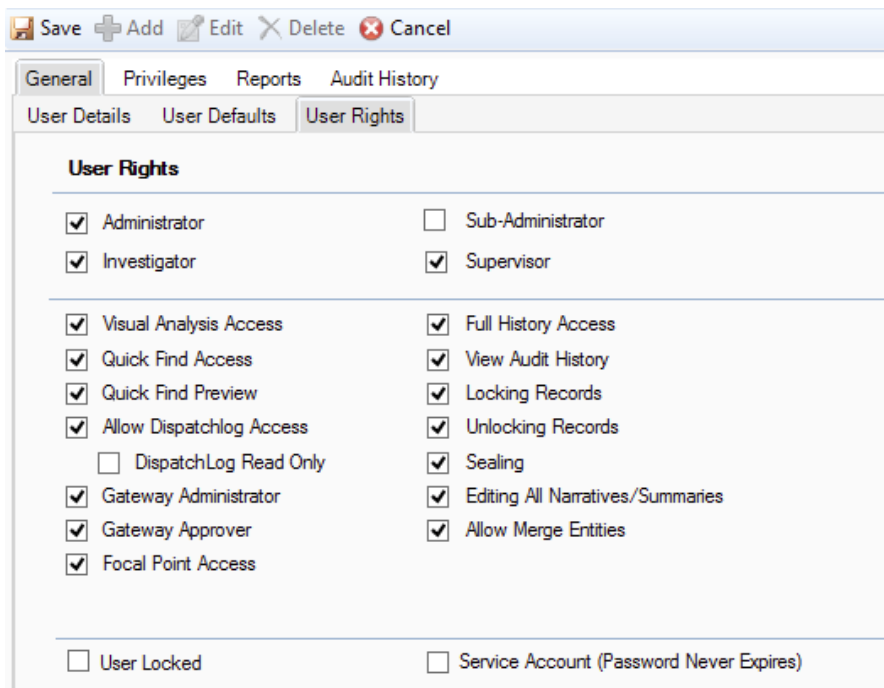 Save Add Edit Delete Cancel
General Privileges Reports Audit History
User Details User Defaults User Rights
User Rights
Administrator Sub-Administrator
Investigator Supervisor
Visual Analysis Access Full History Access
Quick Find Access View Audit History
Quick Find Preview Locking Records
Allow Dispatchlog Access Unlocking Records
DispatchLog Read Only Sealing
Gateway Administrator Editing All Narratives/Summaries
Gateway Approver Allow Merge Entities
Focal Point Access
User Locked Service Account (Password Never Expires)